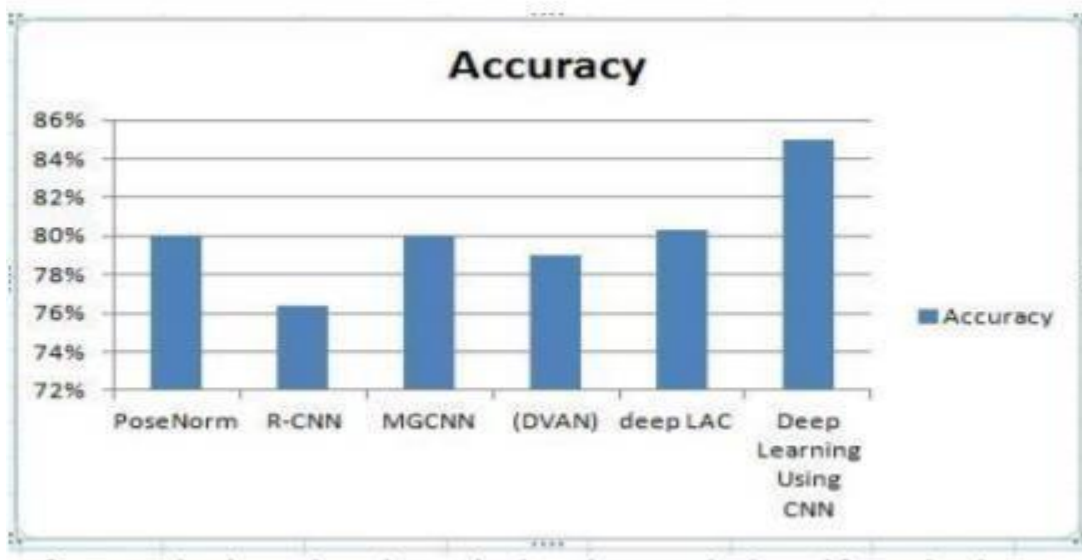 Accuracy
86%
84%
82%
80%
78%
76%
74%
72%
PoseNorm R-CNN MGCNN (DVAN) deep LAC Deep
Learning
Using
CNN
Accuracy